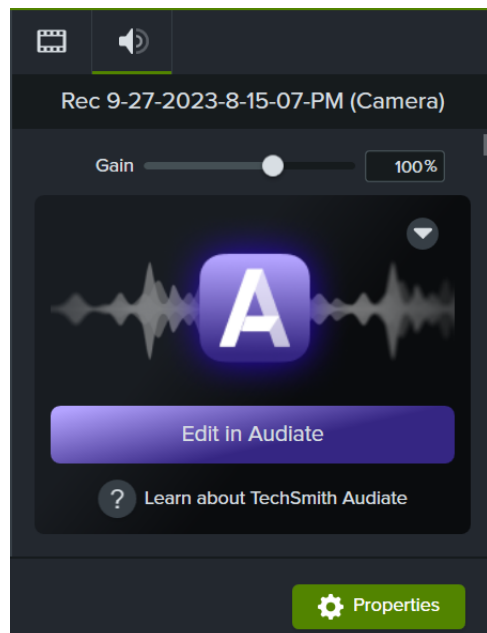 Rec 9-27-2023-8-15-07-PM (Camera)
Gain 100%
A
Edit in Audiate
? Learn about TechSmith Audiate
Properties